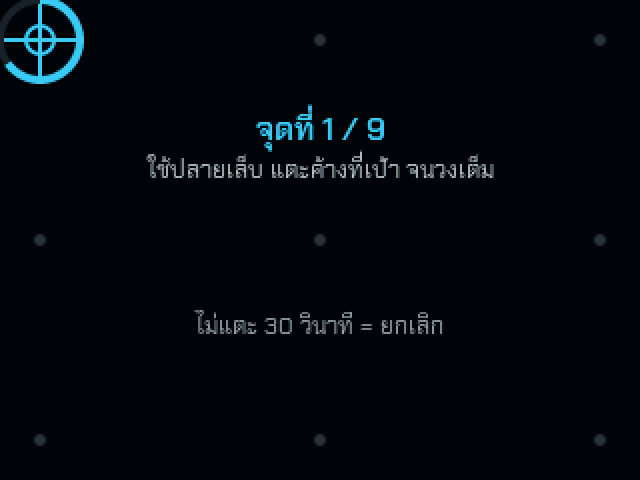 จุดที่ 1 / 9
ใช้ปลายเล็บ แตะค้างที่เป้า จนวงเต็ม
ไม่แตะ 30 วินาที = ยกเลิก